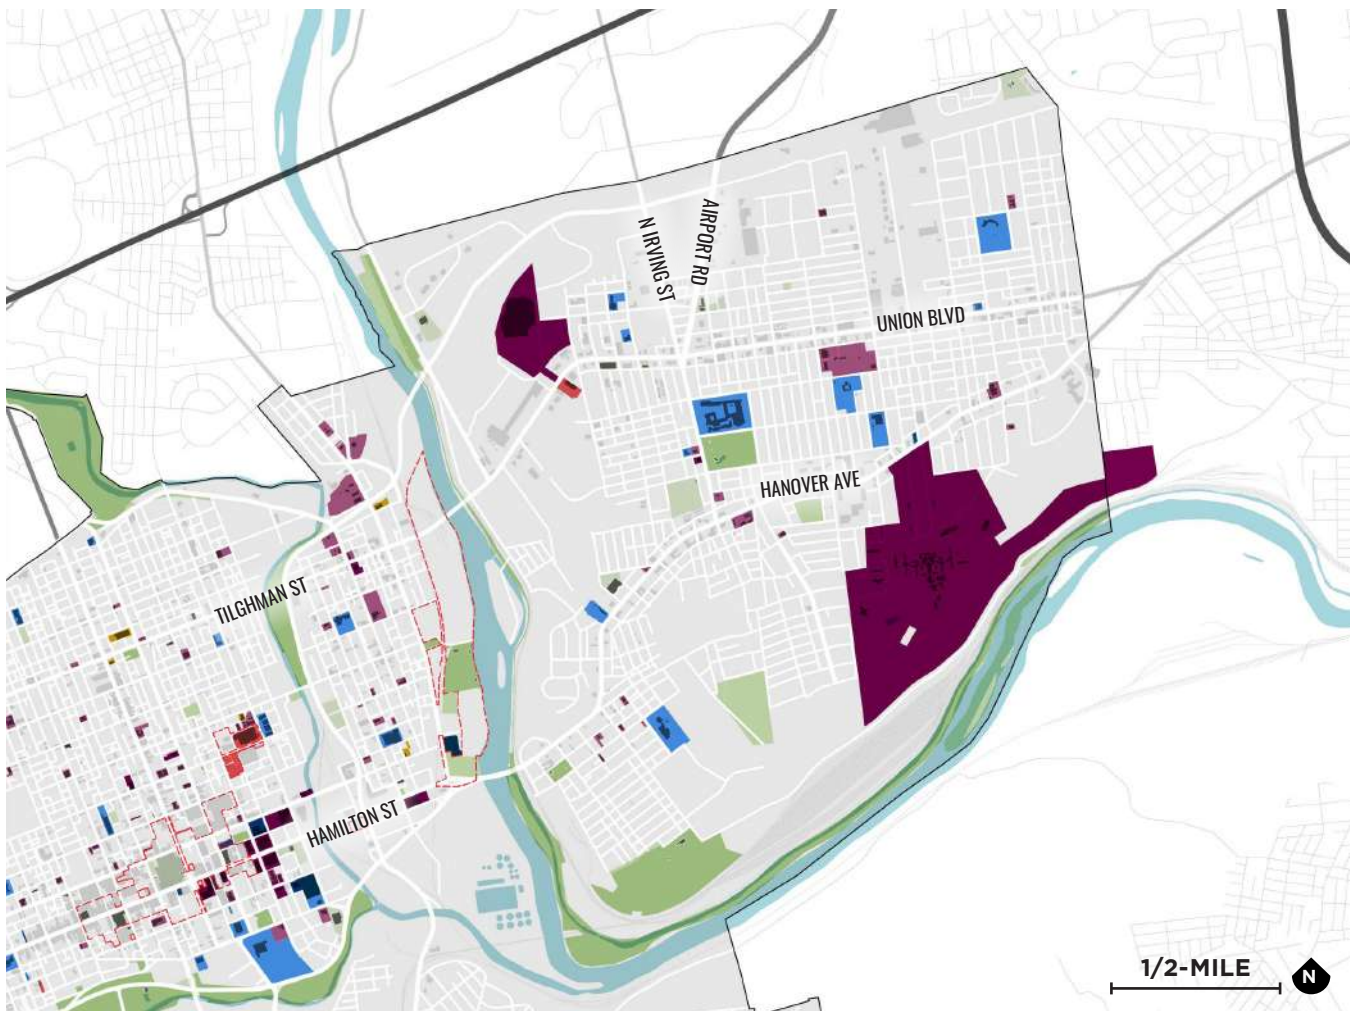 N IRVING ST
AIRPORT RD
UNION BLVD
HANOVER AVE
TILGHMAN ST
HAMILTON ST
1/2-MILE
N